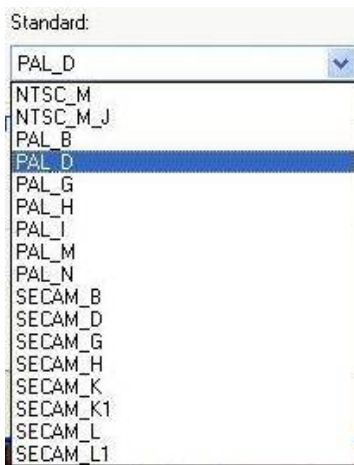 Standard:
PAL_D
NTSC_M
NTSC_M_J
PAL_B
PAL_D
PAL_G
PAL_H
PAL_I
PAL_M
PAL_N
SECAM_B
SECAM_D
SECAM_G
SECAM_H
SECAM_K
SECAM_K1
SECAM_L
SECAM_L1